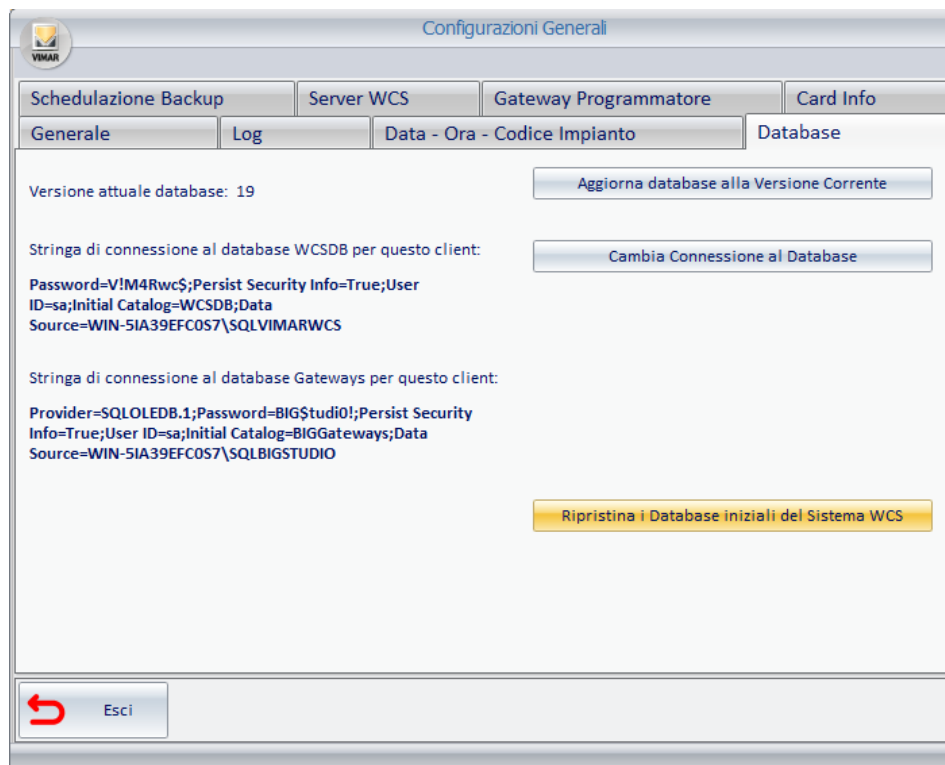 Configurazioni Generali
VIMAR
Schedulazione Backup
Server WCS
Gateway Programmatore
Card Info
Generale
Log
Data - Ora - Codice Impianto
Database
Versione attuale database: 19
Aggiorna database alla Versione Corrente
Stringa di connessione al database WCSDB per questo client:
Cambia Connessione al Database
Password=V!M4Rwc$;Persist Security Info=True;User
ID=sa;Initial Catalog=WCSDB;Data
Source=WIN-5IA39EFC0S7\SQLVIMARWCS
Stringa di connessione al database Gateways per questo client:
Provider=SQLOLEDB.1;Password=BIG$tudi0!;Persist Security
Info=True;User ID=sa;Initial Catalog=BIGGateways;Data
Source=WIN-5IA39EFC0S7\SQLBIGSTUDIO
Ripristina i Database iniziali del Sistema WCS
Esci